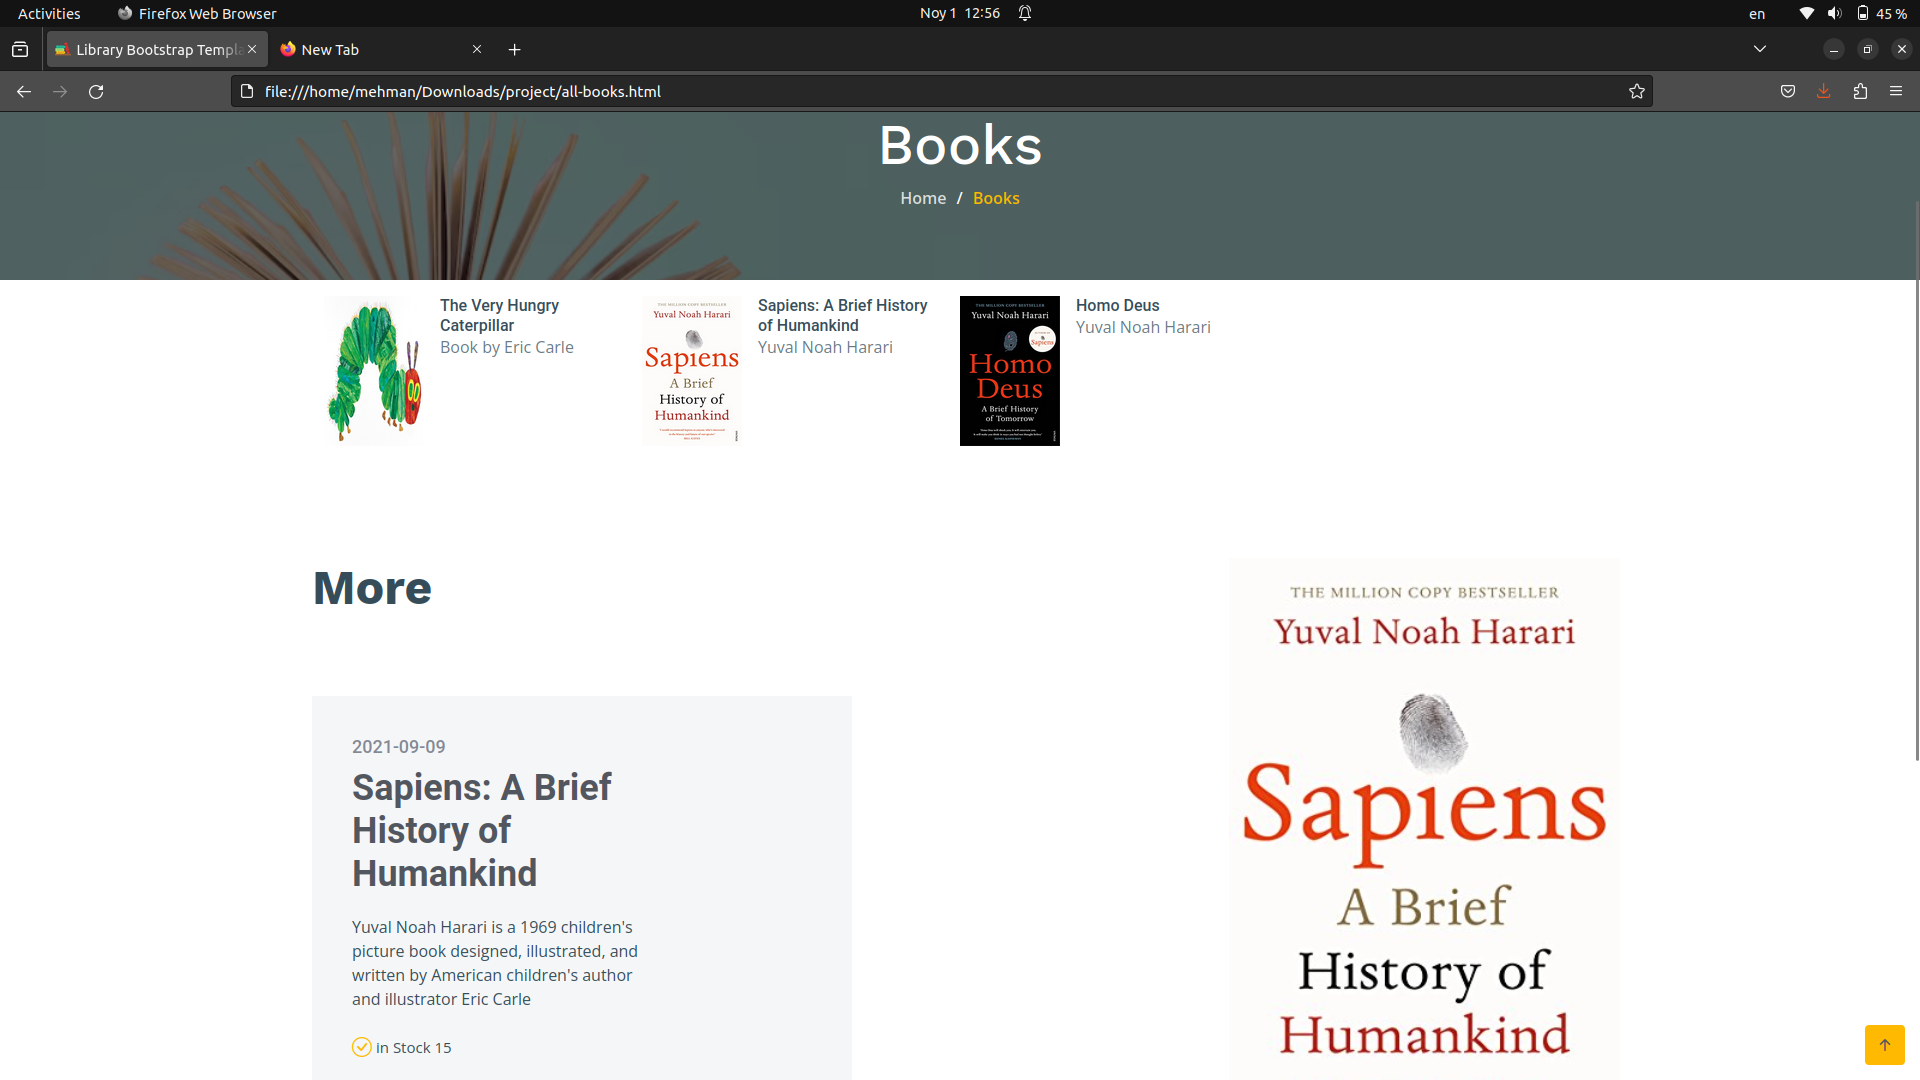 Activities
Firefox Web Browser
Noy 1 12:56
en
45 %
Library Bootstrap Templa
New Tab
file:///home/mehman/Downloads/project/all-books.html
Books
Home / Books
The Very Hungry
Caterpillar
Book by Eric Carle
THE MILLION COPY BESTSELLER
Yuval Noah Harari
Sapiens
A Brief
History of
Humankind
Sapiens: A Brief History
of Humankind
Yuval Noah Harari
THE MILLION COPY BESTSELLER
Yuval Noah Harari
Sapiens
Homo
Deus
A Brief History
of Tomorrow
Homo Deus
Yuval Noah Harari
More
2021-09-09
Sapiens: A Brief
History of
Humankind
Yuval Noah Harari is a 1969 children's
picture book designed, illustrated, and
written by American children's author
and illustrator Eric Carle
in Stock 15
THE MILLION COPY BESTSELLER
Yuval Noah Harari
Sapiens
A Brief
History of
Humankind